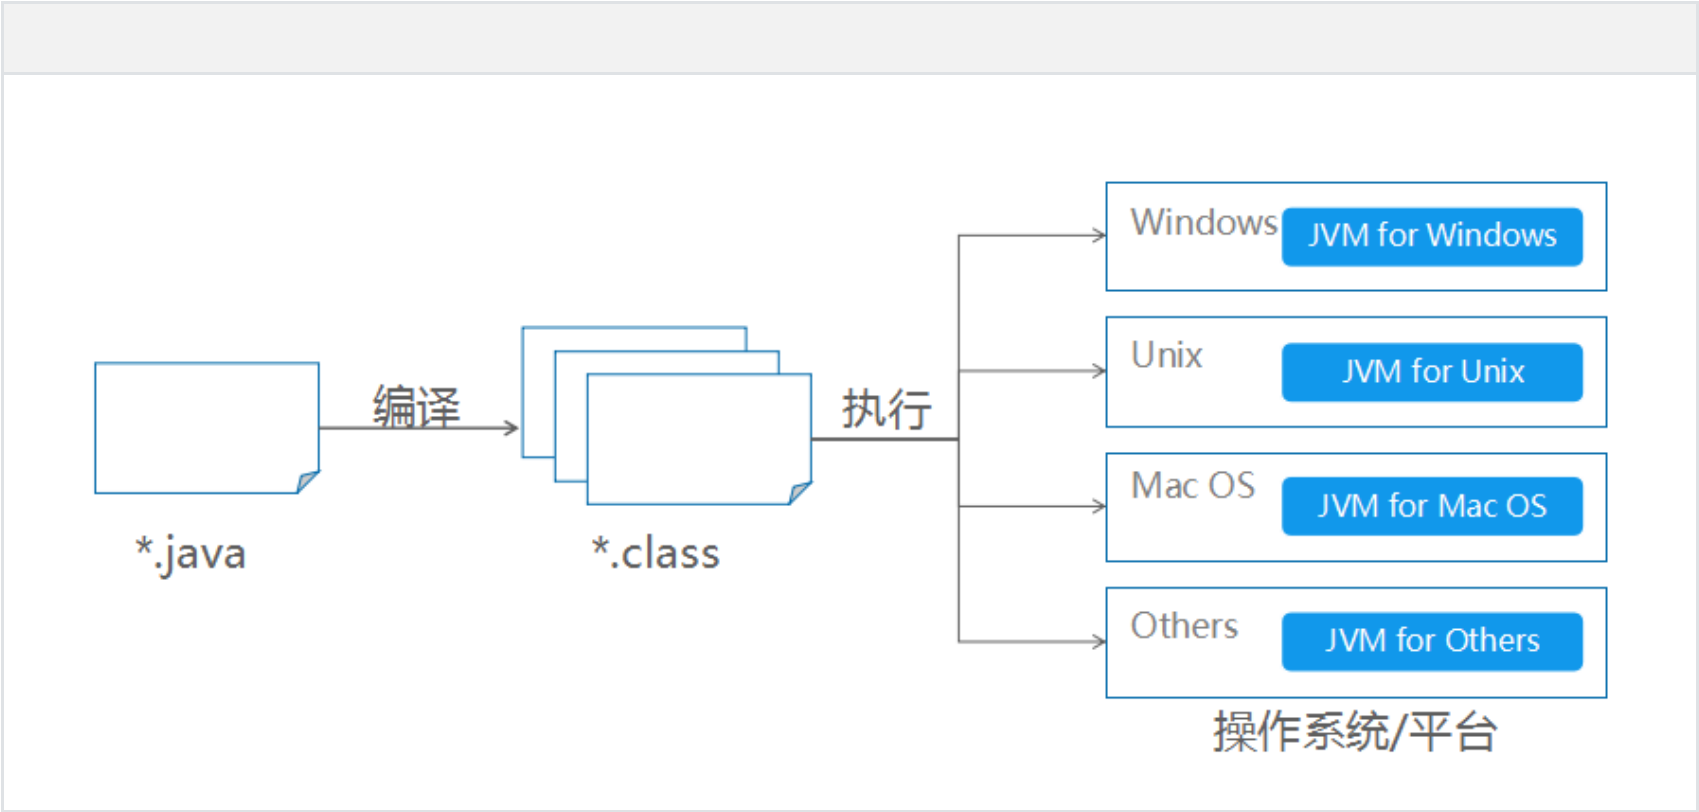 *.java
编译
*.class
执行
Windows
JVM for Windows
Unix
JVM for Unix
Mac OS
JVM for Mac OS
Others
JVM for Others
操作系统/平台